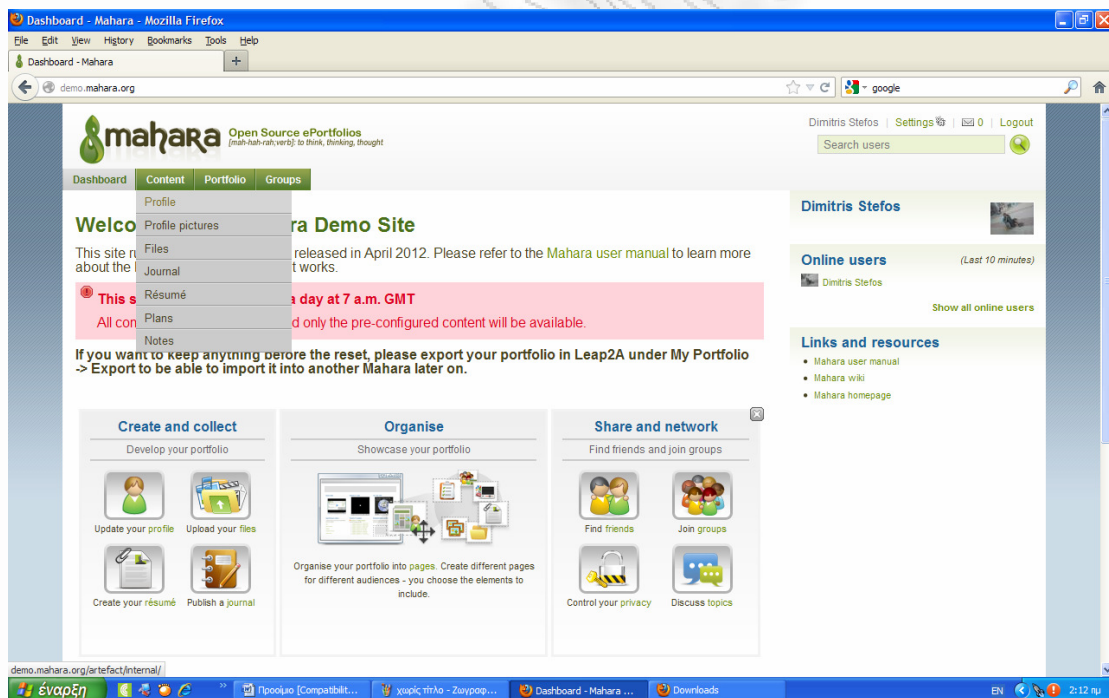 Dashboard - Mahara - Mozilla Firefox
File Edit View History Bookmarks Tools Help
Dashboard - Mahara
demo.mahara.org
google
mahara Open Source ePortfolios
[mah-hah-rah;verb]: to think, thinking, thought
Dimitris Stefos | Settings | 0 | Logout
Search users
Dashboard Content Portfolio Groups
Profile
Profile pictures
Files
Journal
Résumé
Plans
Notes
Welco ra Demo Site
This site ru released in April 2012. Please refer to the Mahara user manual to learn more
about the t works.
This s a day at 7 a.m. GMT
All con d only the pre-configured content will be available.
If you want to keep anything before the reset, please export your portfolio in Leap2A under My Portfolio
-> Export to be able to import it into another Mahara later on.
Create and collect
Develop your portfolio
Update your profile
Upload your files
Create your résumé
Publish a journal
Organise
Showcase your portfolio
Organise your portfolio into pages. Create different pages
for different audiences - you choose the elements to
include.
Share and network
Find friends and join groups
Find friends
Join groups
Control your privacy
Discuss topics
Dimitris Stefos
Online users (Last 10 minutes)
Dimitris Stefos
Show all online users
Links and resources
Mahara user manual
Mahara wiki
Mahara homepage
demo.mahara.org/artefact/internal/
έναρξη
Προοίμιο [Compatibilit...
χωρίς τίτλο - Ζωγραφ...
Dashboard - Mahara ...
Downloads
EN
2:12 πμ